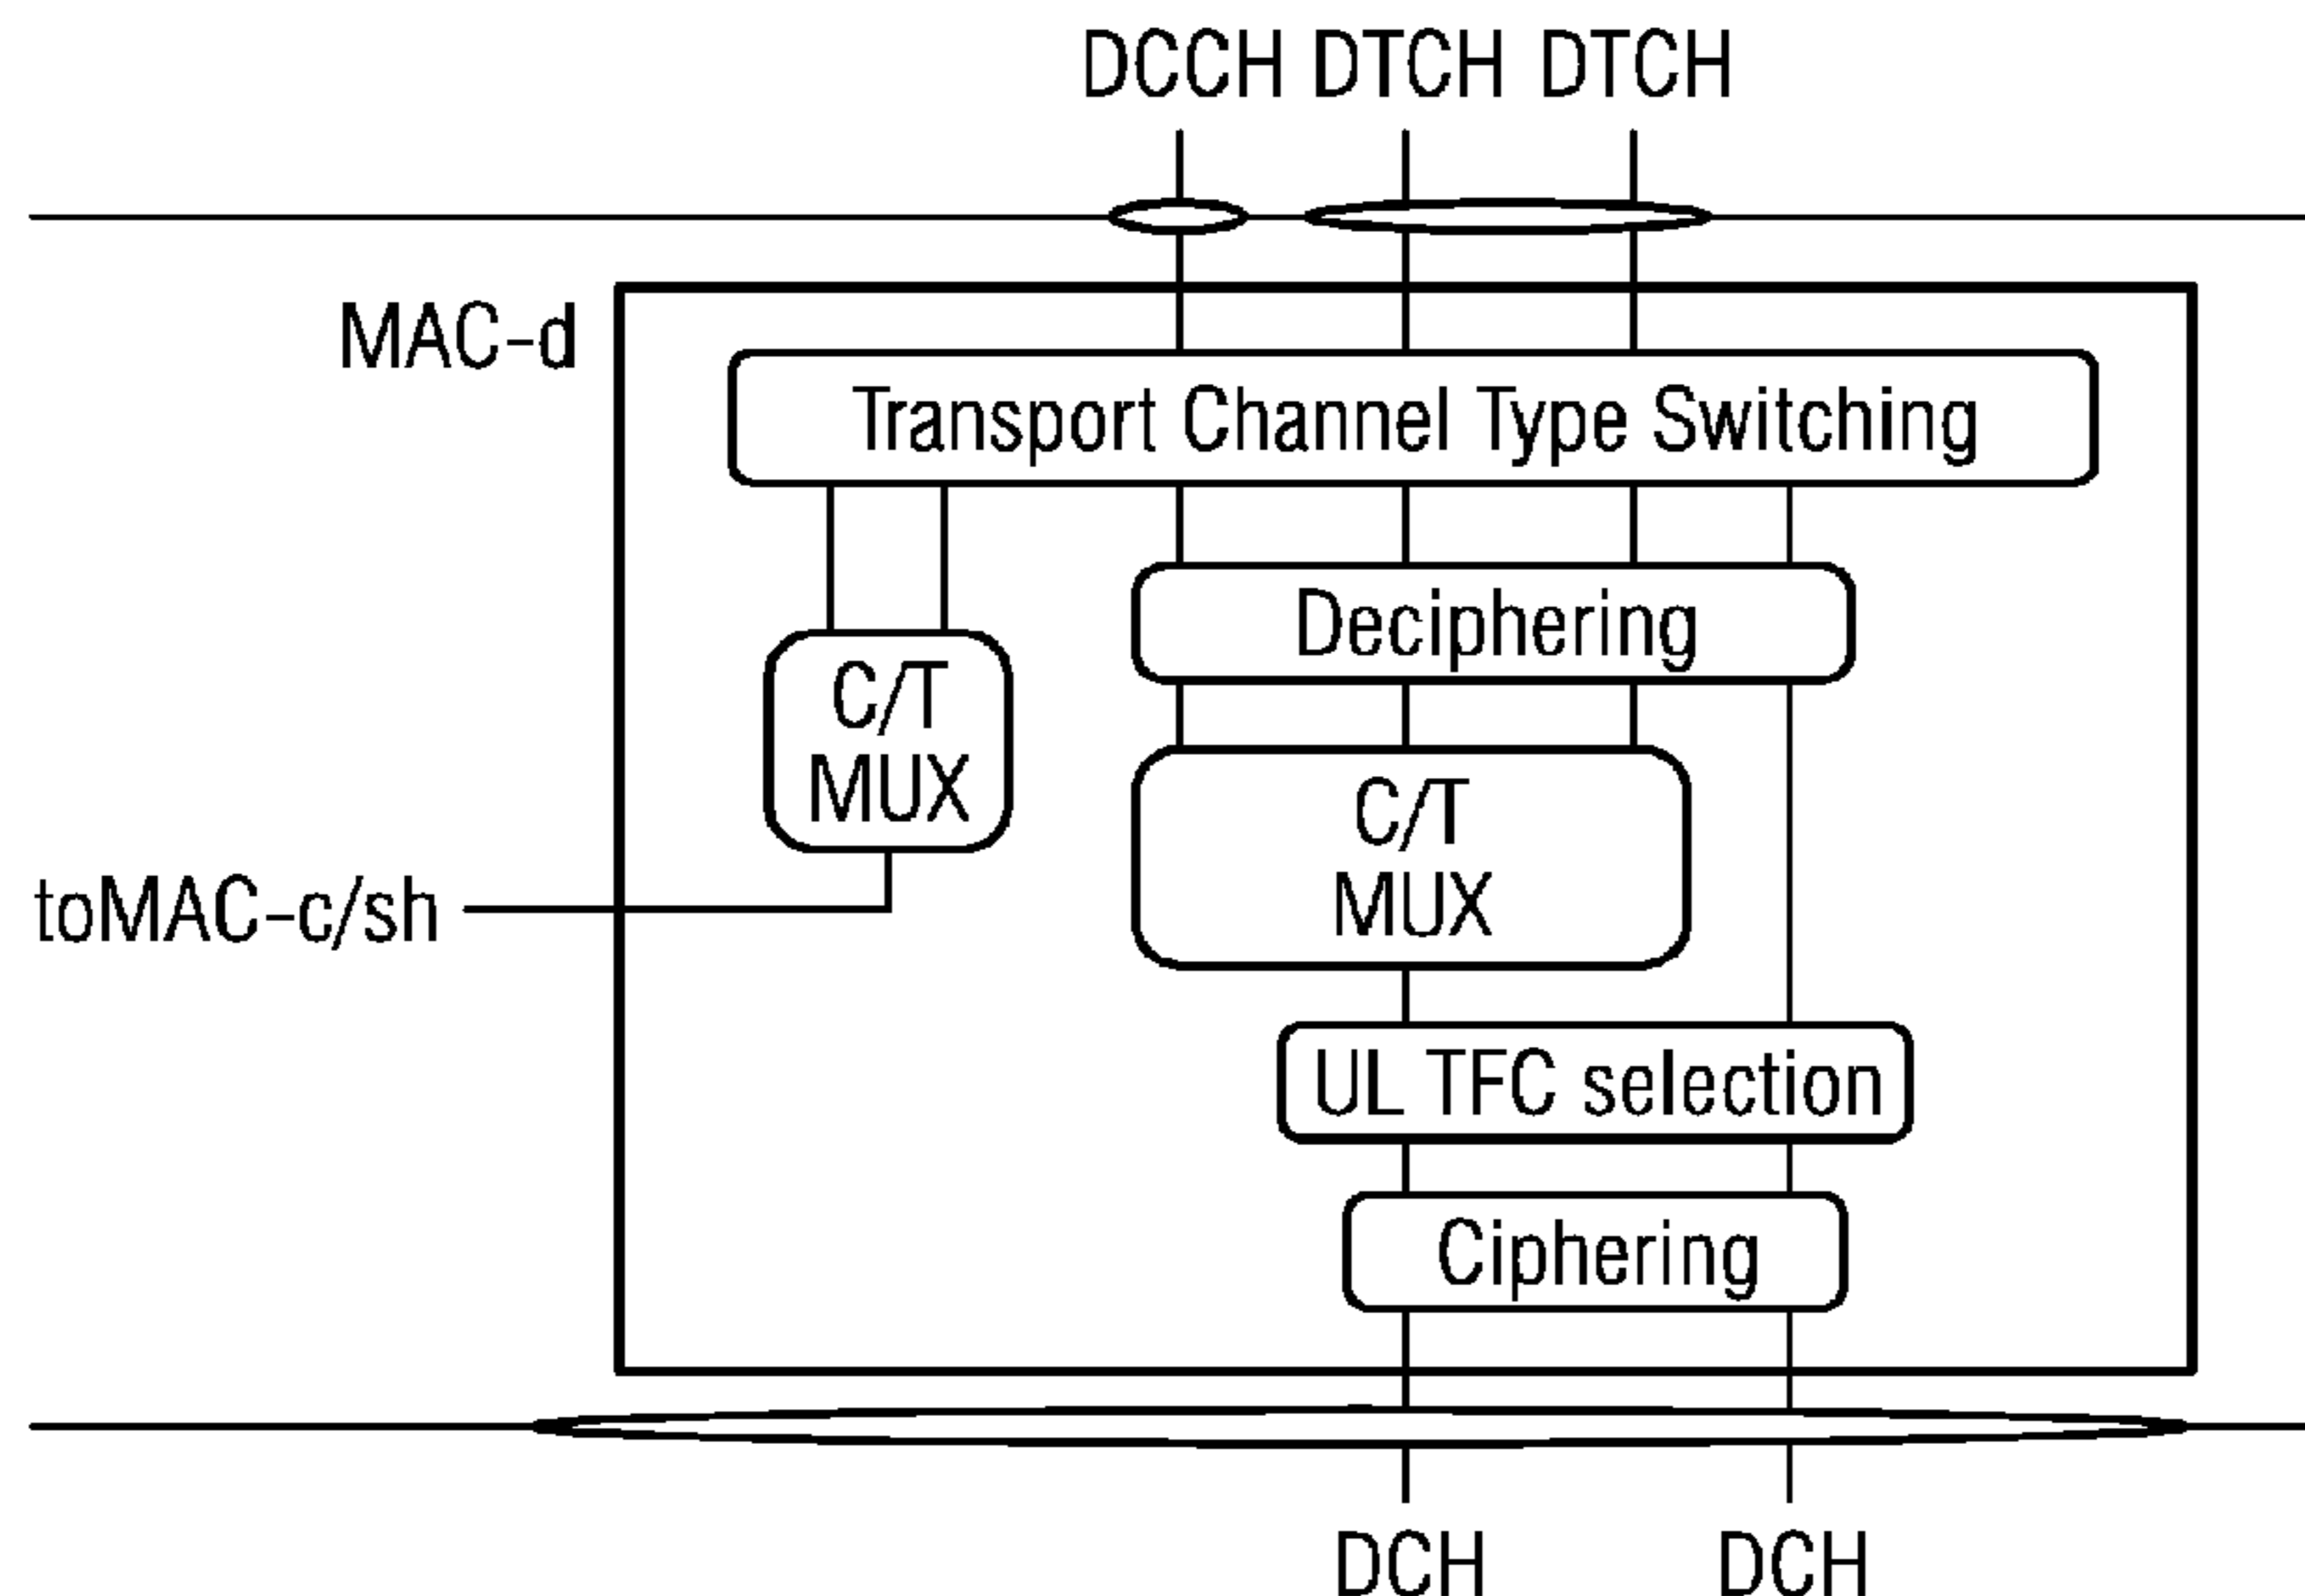 DCCH DTCH DTCH
MAC-d
Transport Channel Type Switching
Deciphering
C/T
MUX
C/T
MUX
toMAC-c/sh
UL TFC selection
Ciphering
DCH DCH